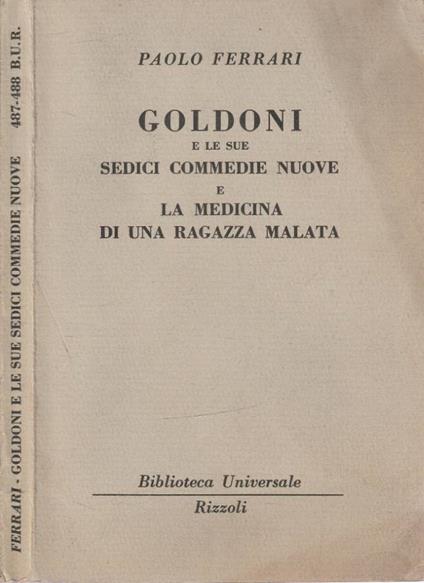 FERRARI - GOLDONI E LE SUE SEDICI COMMEDIE NUOVE 487-488 B.U.R.
PAOLO FERRARI
GOLDONI
E LE SUE
SEDICI COMMEDIE NUOVE
E
LA MEDICINA
DI UNA RAGAZZA MALATA
Biblioteca Universale
Rizzoli